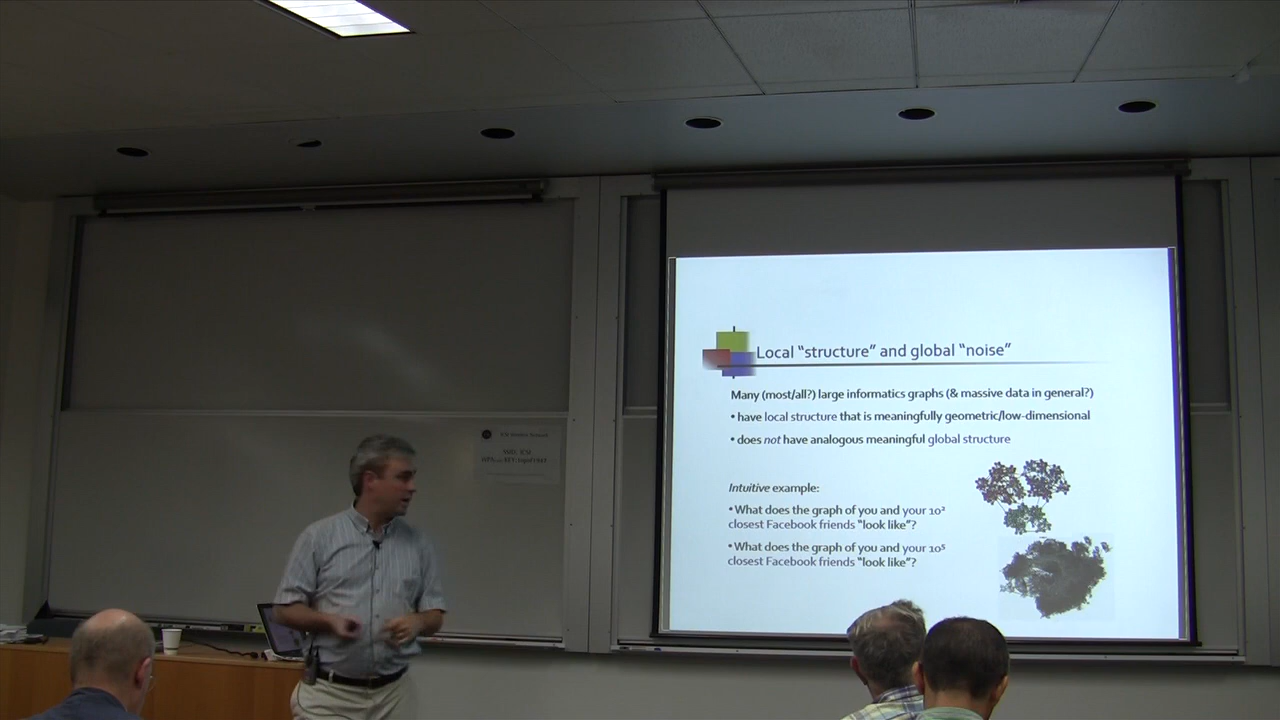 Local “structure” and global “noise”
Many (most/all?) large informatics graphs (& massive data in general?)
• have local structure that is meaningfully geometric/low-dimensional
• does not have analogous meaningful global structure
Intuitive example:
• What does the graph of you and your 10²
closest Facebook friends “look like”?
• What does the graph of you and your 10⁵
closest Facebook friends “look like”?